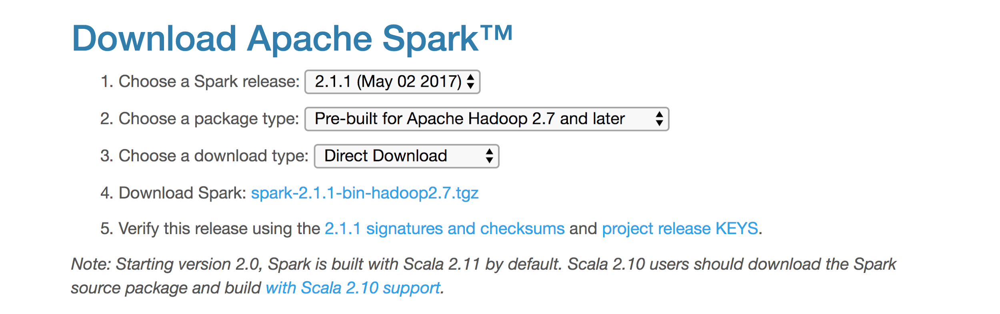 Download Apache Spark™
1. Choose a Spark release: 2.1.1 (May 02 2017)
2. Choose a package type: Pre-built for Apache Hadoop 2.7 and later
3. Choose a download type: Direct Download
4. Download Spark: spark-2.1.1-bin-hadoop2.7.tgz
5. Verify this release using the 2.1.1 signatures and checksums and project release KEYS.
Note: Starting version 2.0, Spark is built with Scala 2.11 by default. Scala 2.10 users should download the Spark
source package and build with Scala 2.10 support.